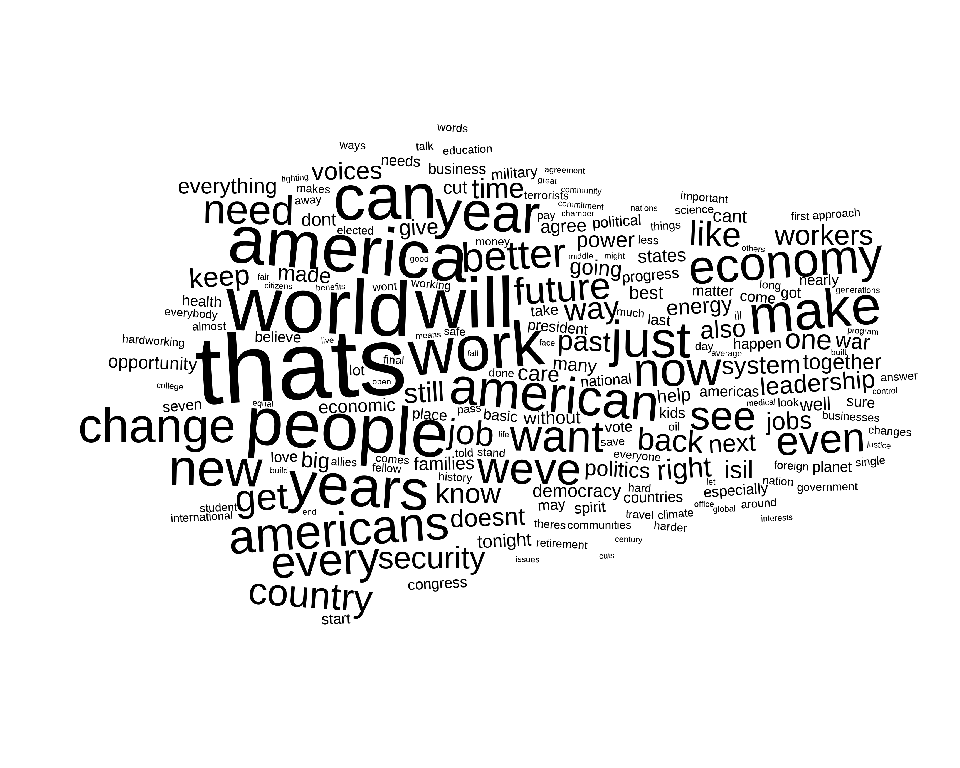 words
ways talk education
voices needs business military agreement
everything fighting makes away cut time terrorists great community
need dont elected can year give pay chamber commitment nations science important
america good money better agree political things cant first approach
keep fair made citizens benefits wont working going power less states like others workers
health everybody almost world will future middle might progress best matter economy
take way much last energy come long got nearly generations
hardworking believe live thats means safe work president face past just also ill make
opportunity lot final fall many day average happen built one war program
college open done care national now system together
seven equal economic still american help americas leadership answer control
change people place pass basic without kids medical look well sure businesses
job life want vote save oil back see jobs even changes justice
new love big allies comes fellow told stand families everyone next
build history weve politics right isil foreign planet single
student get years know democracy hard countries especially let nation government
international end may spirit travel climate office global around
americans doesnt theres communities harder interests
every security tonight retirement century
issues cuts
country congress
start